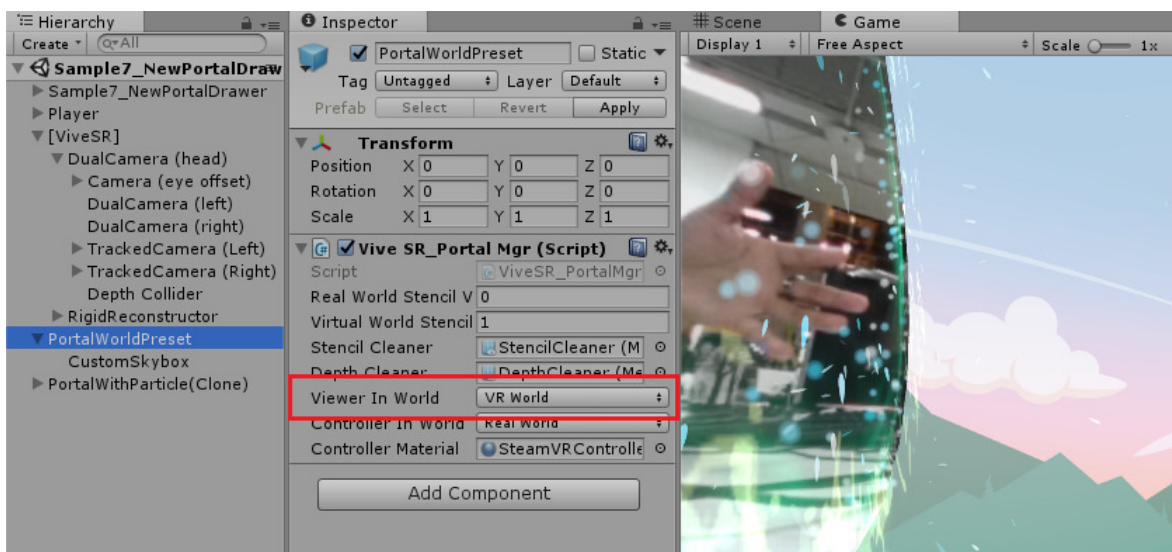 Hierarchy
Create
All
Sample7_NewPortalDraw
Sample7_NewPortalDrawer
Player
[ViveSR]
DualCamera (head)
Camera (eye offset)
DualCamera (left)
DualCamera (right)
TrackedCamera (Left)
TrackedCamera (Right)
Depth Collider
RigidReconstructor
PortalWorldPreset
CustomSkybox
PortalWithParticle(Clone)
Inspector
PortalWorldPreset Static
Tag Untagged Layer Default
Prefab Select Revert Apply
Transform
Position X 0 Y 0 Z 0
Rotation X 0 Y 0 Z 0
Scale X 1 Y 1 Z 1
Vive SR_Portal Mgr (Script)
Script ViveSR_PortalMgr
Real World Stencil V 0
Virtual World Stencil 1
Stencil Cleaner StencilCleaner (M
Depth Cleaner DepthCleaner (Me
Viewer In World VR World
Controller In World Real World
Controller Material SteamVRControlle
Add Component
Scene Game
Display 1 Free Aspect Scale 1x